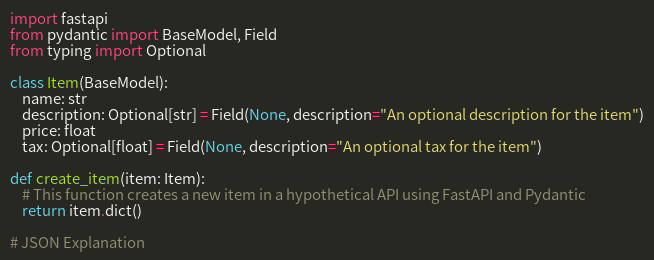 import fastapi
from pydantic import BaseModel, Field
from typing import Optional
class Item(BaseModel):
name: str
description: Optional[str] = Field(None, description="An optional description for the item")
price: float
tax: Optional[float] = Field(None, description="An optional tax for the item")
def create_item(item: Item):
# This function creates a new item in a hypothetical API using FastAPI and Pydantic
return item.dict()
# JSON Explanation